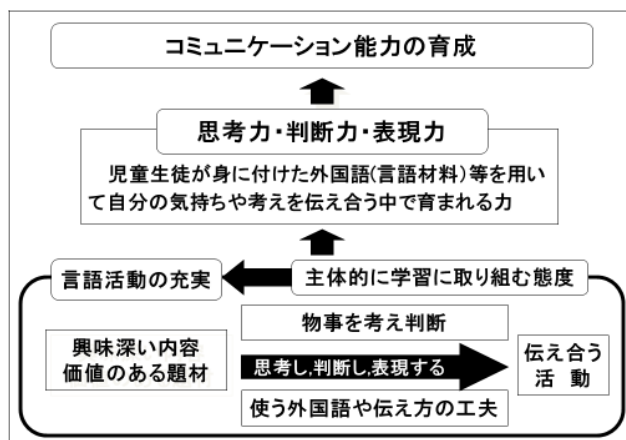 コミュニケーション能力の育成
思考力・判断力・表現力
児童生徒が身に付けた外国語(言語材料)等を用い
て自分の気持ちや考えを伝え合う中で育まれる力
言語活動の充実
主体的に学習に取り組む態度
物事を考え判断
興味深い内容
価値のある題材
思考し,判断し,表現する
伝え合う
活動
使う外国語や伝え方の工夫